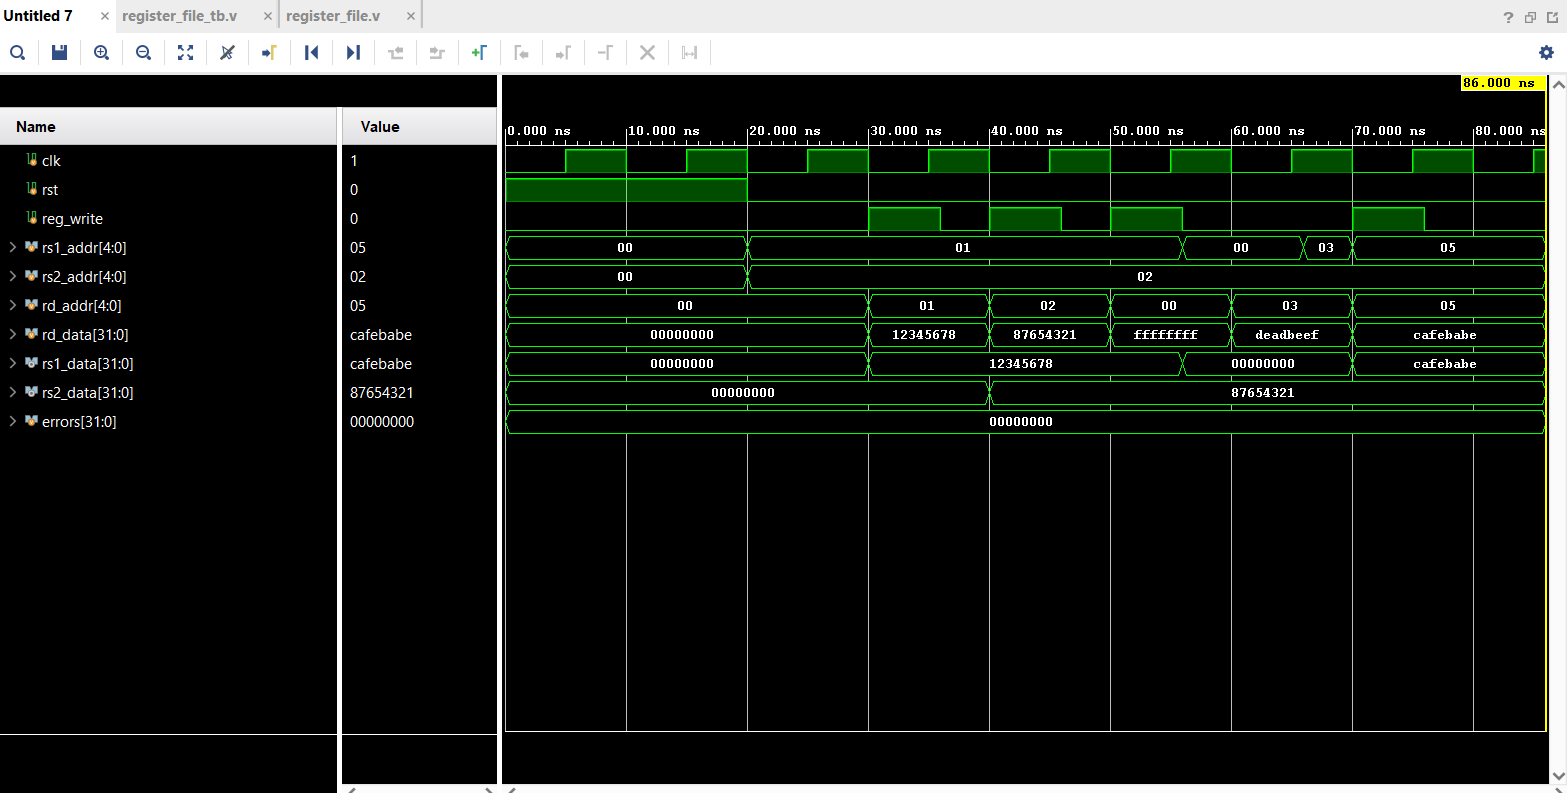 Untitled 7 × register_file_tb.v × register_file.v ×
?
86.000 ns
Name Value
0.000 ns 10.000 ns 20.000 ns 30.000 ns 40.000 ns 50.000 ns 60.000 ns 70.000 ns 80.000 ns
clk 1
rst 0
reg_write 0
rs1_addr[4:0] 05 00 01 00 03 05
rs2_addr[4:0] 02 00 02
rd_addr[4:0] 05 00 01 02 00 03 05
rd_data[31:0] cafebabe 00000000 12345678 87654321 ffffffff deadbeef cafebabe
rs1_data[31:0] cafebabe 00000000 12345678 00000000 cafebabe
rs2_data[31:0] 87654321 00000000 87654321
errors[31:0] 00000000 00000000